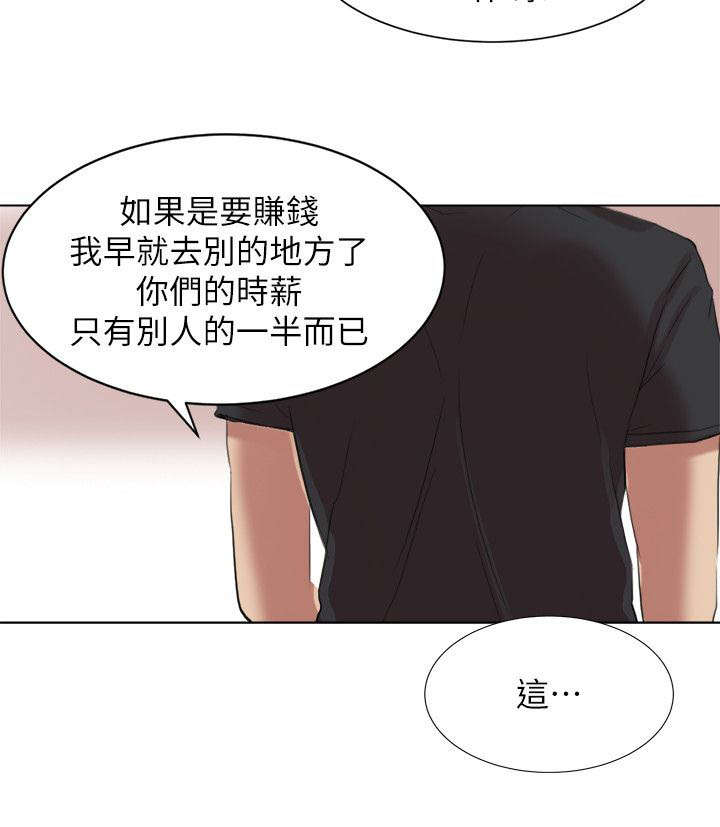 如果是要賺錢
我早就去別的地方了
你們的時薪
只有別人的一半而已
這⋯